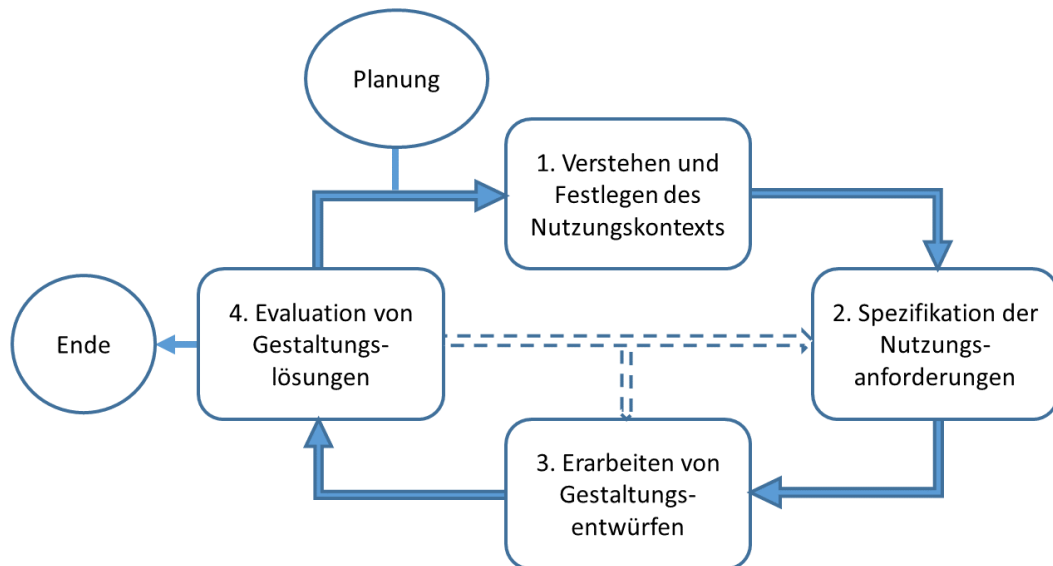 Planung
1. Verstehen und
Festlegen des
Nutzungskontexts
2. Spezifikation der
Nutzungs-
anforderungen
3. Erarbeiten von
Gestaltungs-
entwürfen
4. Evaluation von
Gestaltungs-
lösungen
Ende